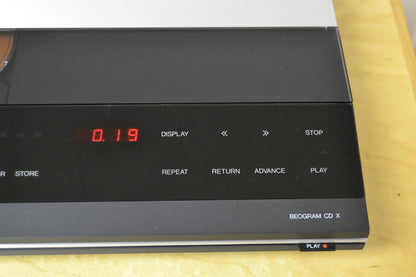 0.19 DISPLAY « » STOP
STORE REPEAT RETURN ADVANCE PLAY
BEOGRAM CD X
PLAY